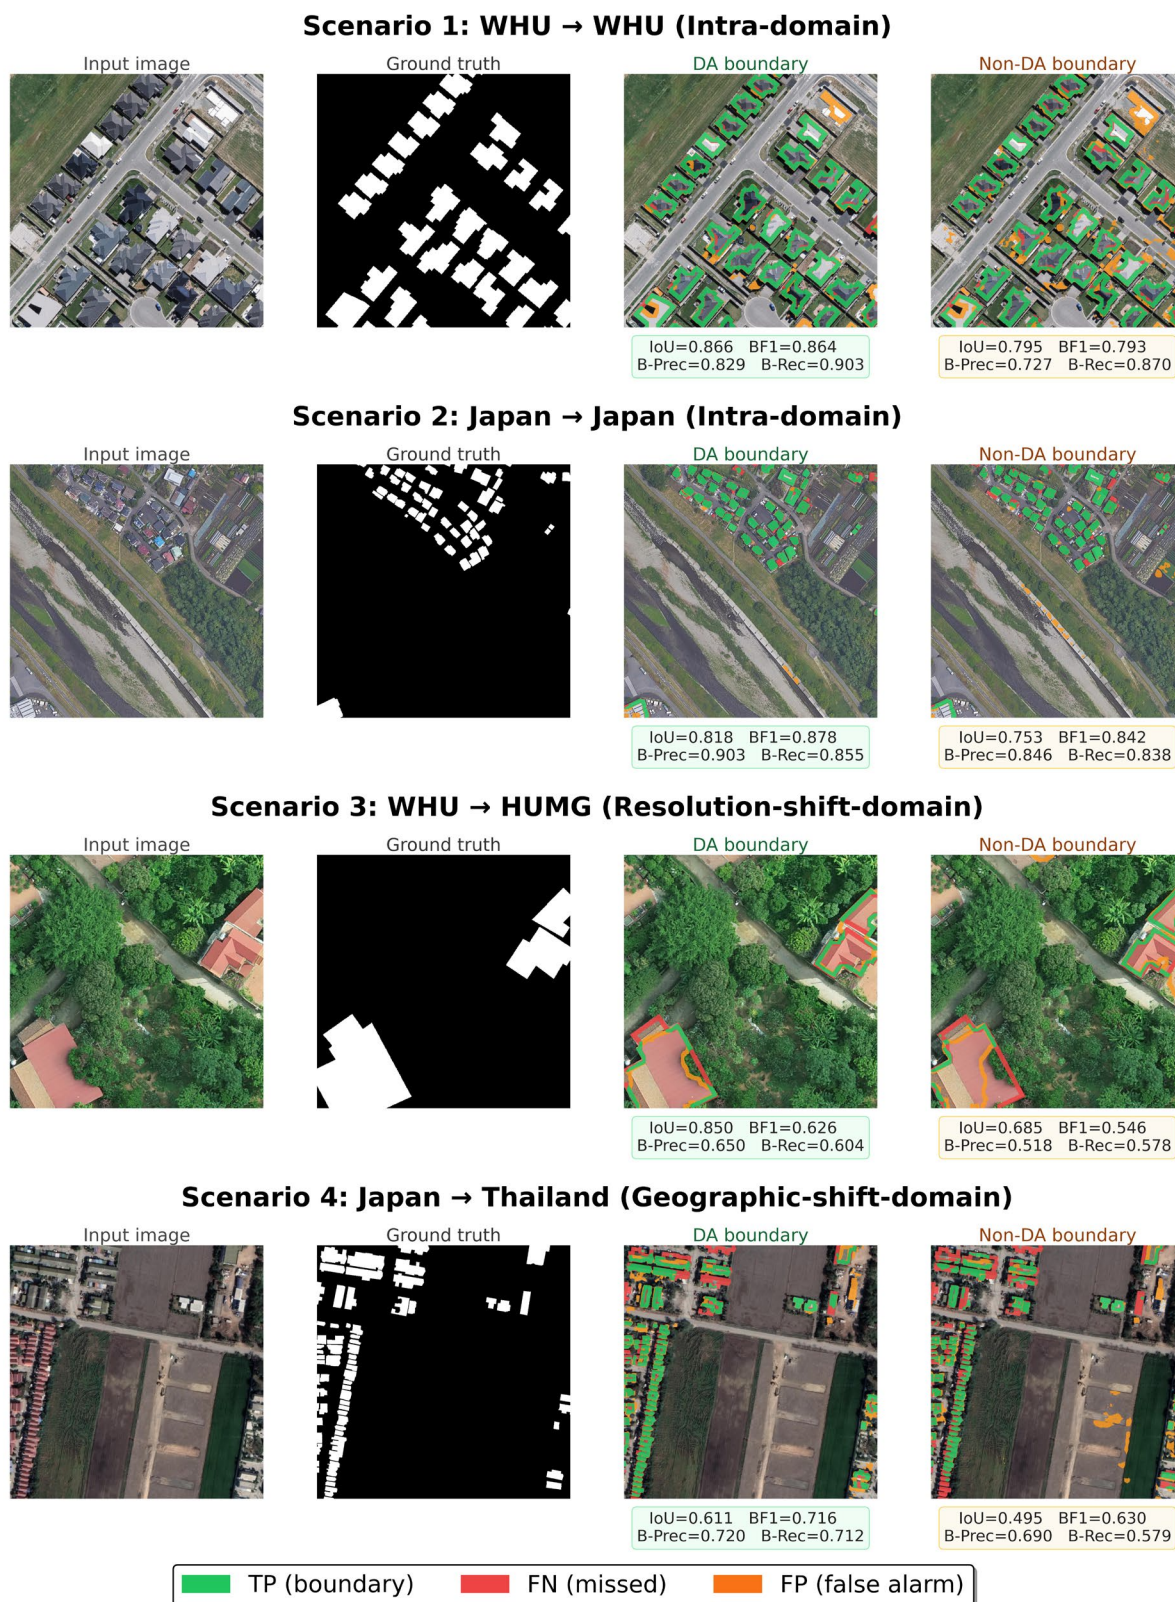 Scenario 1: WHU → WHU (Intra-domain)
Input image
Ground truth
DA boundary
Non-DA boundary
IoU=0.866 BF1=0.864
B-Prec=0.829 B-Rec=0.903
IoU=0.795 BF1=0.793
B-Prec=0.727 B-Rec=0.870
Scenario 2: Japan → Japan (Intra-domain)
Input image
Ground truth
DA boundary
Non-DA boundary
IoU=0.818 BF1=0.878
B-Prec=0.903 B-Rec=0.855
IoU=0.753 BF1=0.842
B-Prec=0.846 B-Rec=0.838
Scenario 3: WHU → HUMG (Resolution-shift-domain)
Input image
Ground truth
DA boundary
Non-DA boundary
IoU=0.850 BF1=0.626
B-Prec=0.650 B-Rec=0.604
IoU=0.685 BF1=0.546
B-Prec=0.518 B-Rec=0.578
Scenario 4: Japan → Thailand (Geographic-shift-domain)
Input image
Ground truth
DA boundary
Non-DA boundary
IoU=0.611 BF1=0.716
B-Prec=0.720 B-Rec=0.712
IoU=0.495 BF1=0.630
B-Prec=0.690 B-Rec=0.579
TP (boundary)
FN (missed)
FP (false alarm)